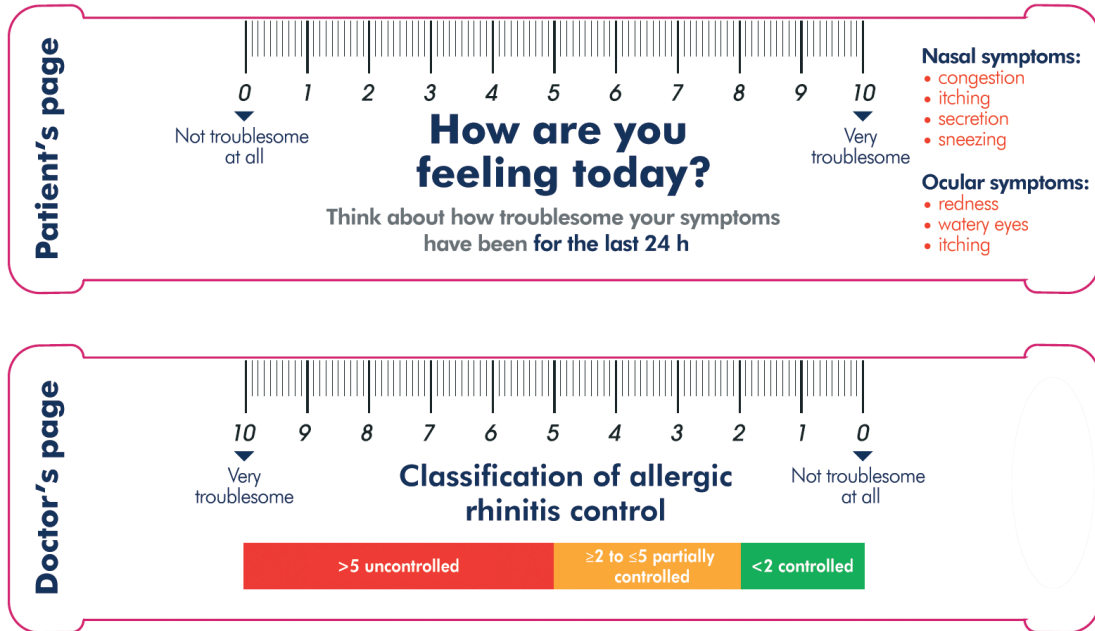 Patient's page
0 1 2 3 4 5 6 7 8 9 10
Not troublesome
at all
Very
troublesome
How are you
feeling today?
Think about how troublesome your symptoms
have been for the last 24 h
Nasal symptoms:
• congestion
• itching
• secretion
• sneezing
Ocular symptoms:
• redness
• watery eyes
• itching
Doctor's page
10 9 8 7 6 5 4 3 2 1 0
Very
troublesome
Not troublesome
at all
Classification of allergic
rhinitis control
>5 uncontrolled
≥2 to ≤5 partially
controlled
<2 controlled